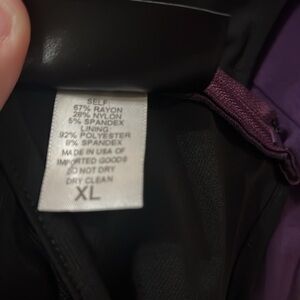 SELF:
67% RAYON
28% NYLON
5% SPANDEX
LINING
92% POLYESTER
8% SPANDEX
MADE IN USA OF
IMPORTED GOODS
DO NOT DRY
DRY CLEAN
XL